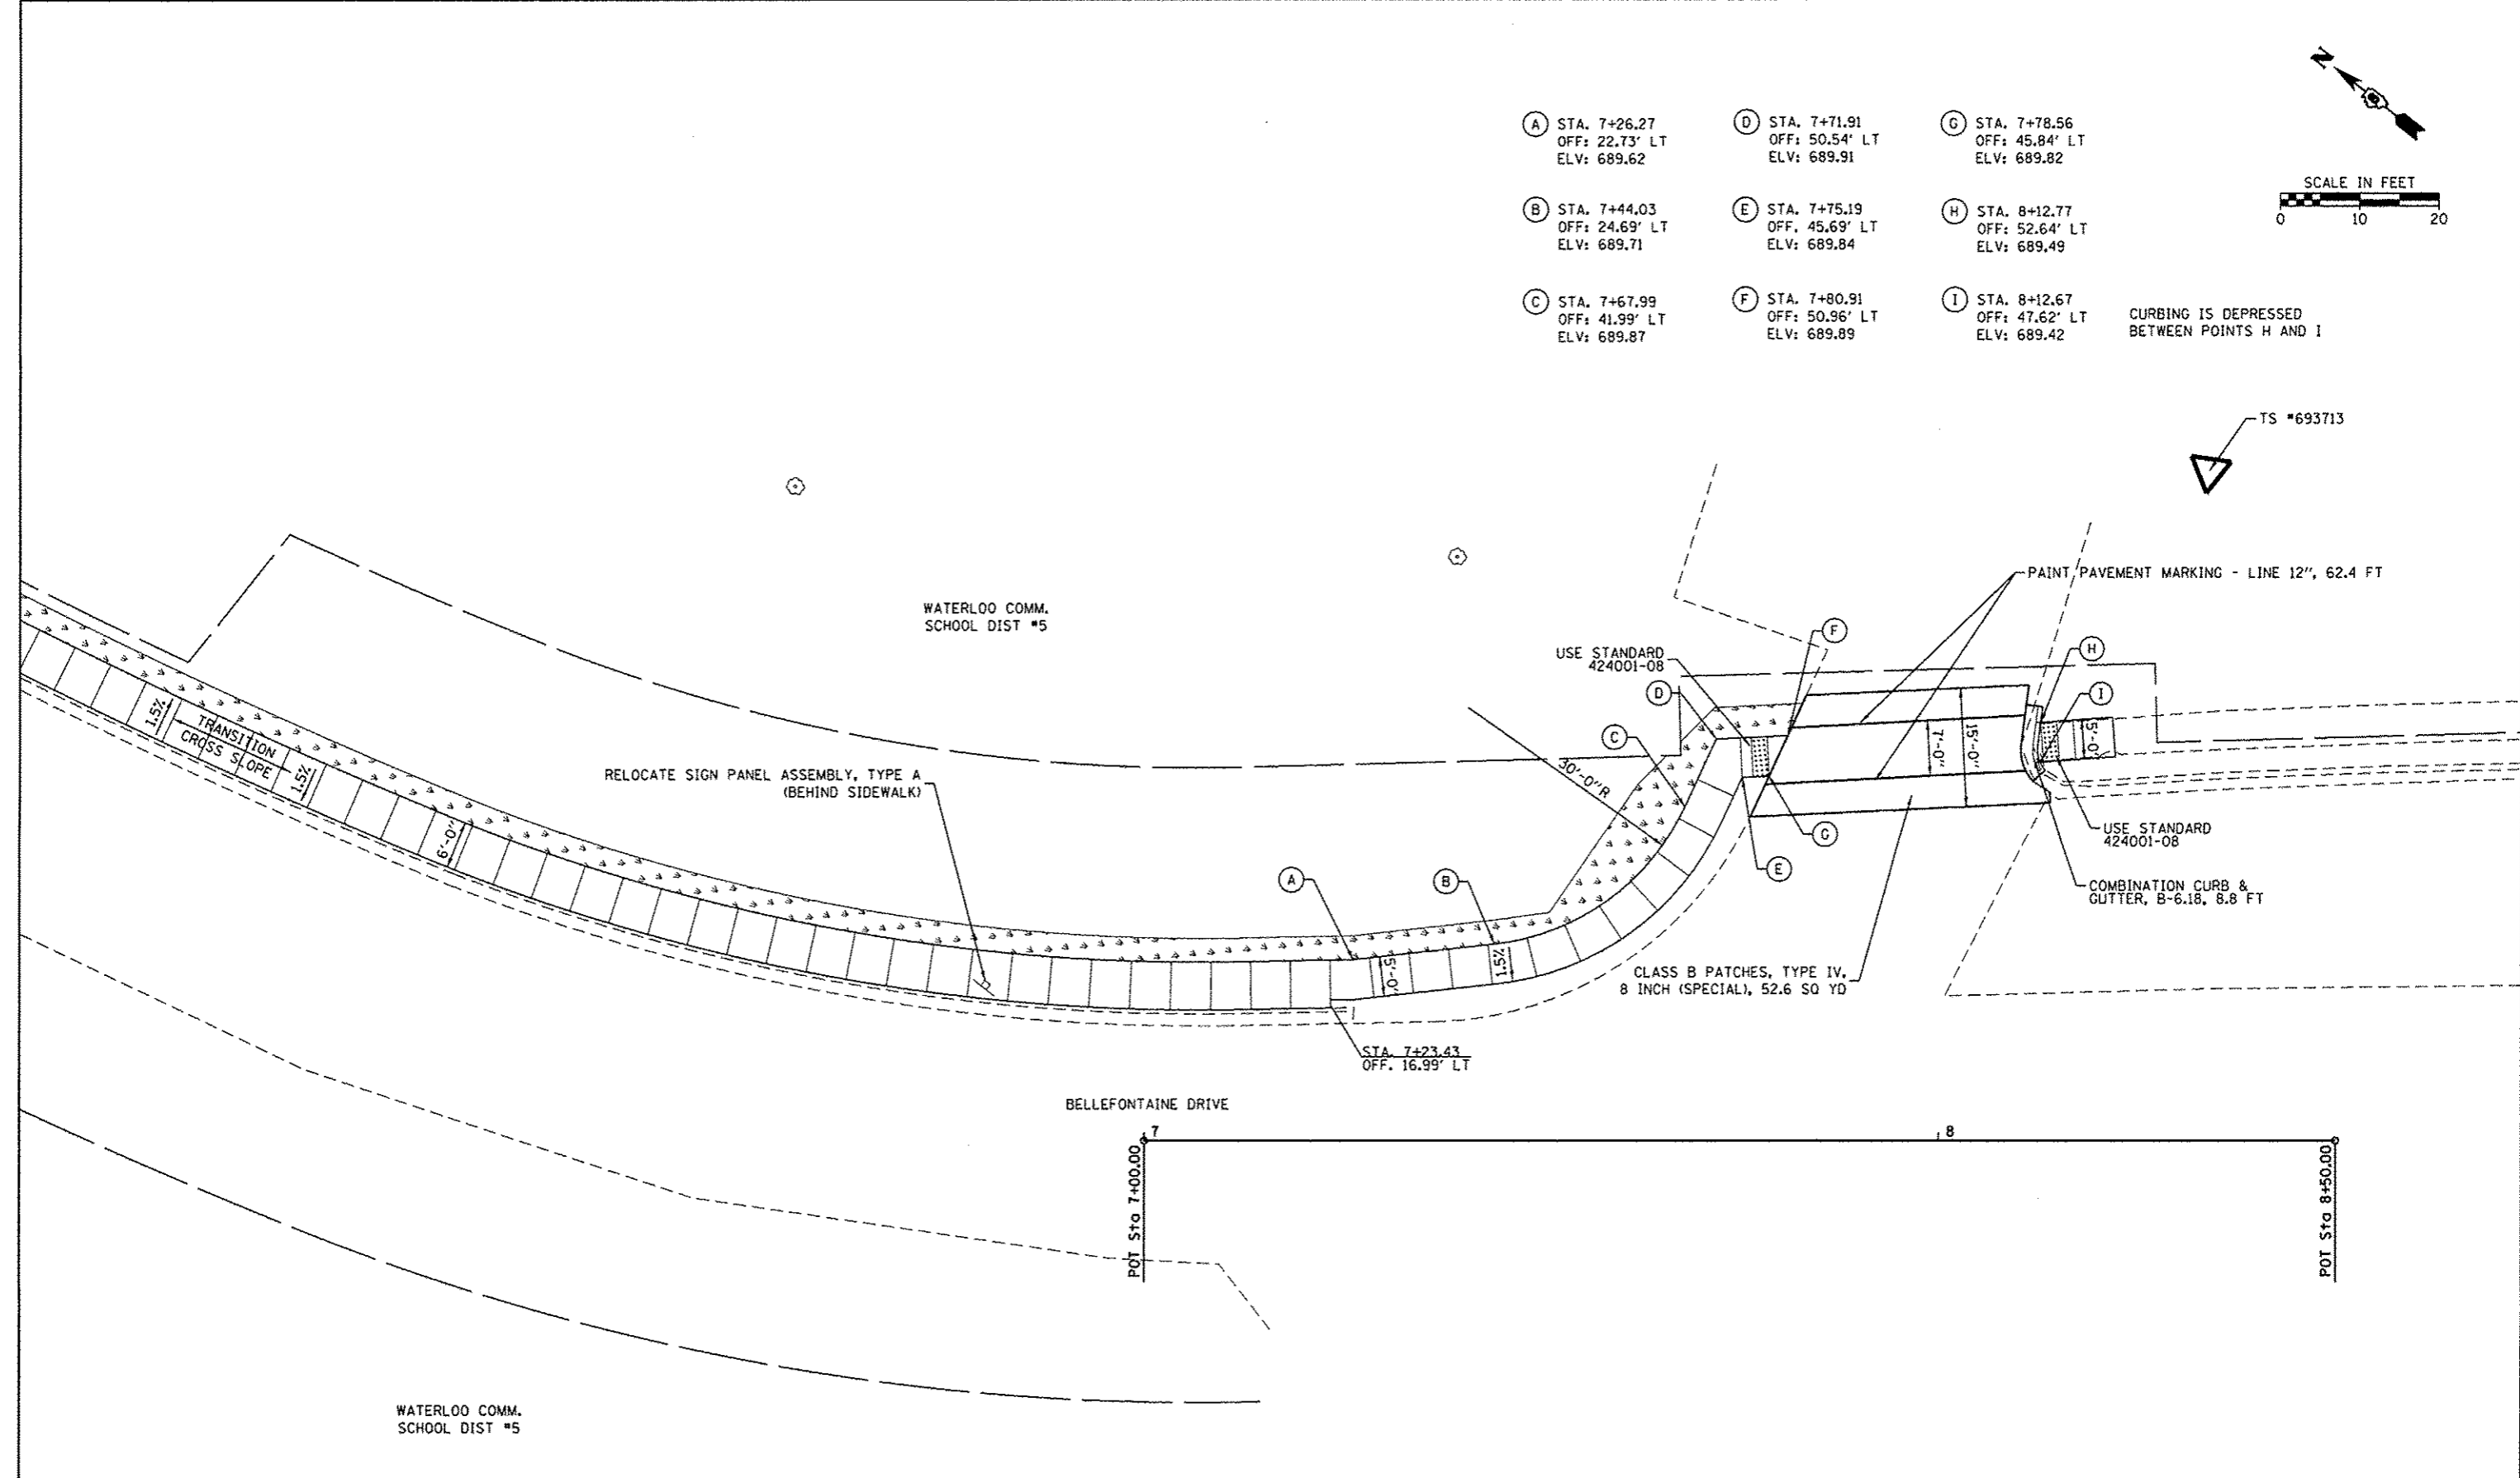 N
A STA. 7+26.27
OFF: 22.73' LT
ELV: 689.62
D STA. 7+71.91
OFF: 50.54' LT
ELV: 689.91
G STA. 7+78.56
OFF: 45.84' LT
ELV: 689.82
SCALE IN FEET
0 10 20
B STA. 7+44.03
OFF: 24.69' LT
ELV: 689.71
E STA. 7+75.19
OFF. 45.69' LT
ELV: 689.84
H STA. 8+12.77
OFF: 52.64' LT
ELV: 689.49
C STA. 7+67.99
OFF: 41.99' LT
ELV: 689.87
F STA. 7+80.91
OFF: 50.96' LT
ELV: 689.89
I STA. 8+12.67
OFF: 47.62' LT
ELV: 689.42
CURBING IS DEPRESSED
BETWEEN POINTS H AND I
TS #693713
PAINT PAVEMENT MARKING - LINE 12", 62.4 FT
WATERLOO COMM.
SCHOOL DIST #5
USE STANDARD
424001-08
F
H
D
I
C
1.5%
TRANSITION
CROSS SLOPE
1.5%
6'-0"
RELOCATE SIGN PANEL ASSEMBLY, TYPE A
(BEHIND SIDEWALK)
30'-0"R
7'-0"
15'-0"
5'-0"
G
E
USE STANDARD
424001-08
A
B
5'-0"
1.5%
COMBINATION CURB &
GUTTER, B-6.18, 8.8 FT
CLASS B PATCHES, TYPE IV,
8 INCH (SPECIAL), 52.6 SQ YD
STA. 7+23.43
OFF. 16.99' LT
BELLEFONTAINE DRIVE
7
8
POT Sta 7+00.00
POT Sta 8+50.00
WATERLOO COMM.
SCHOOL DIST #5